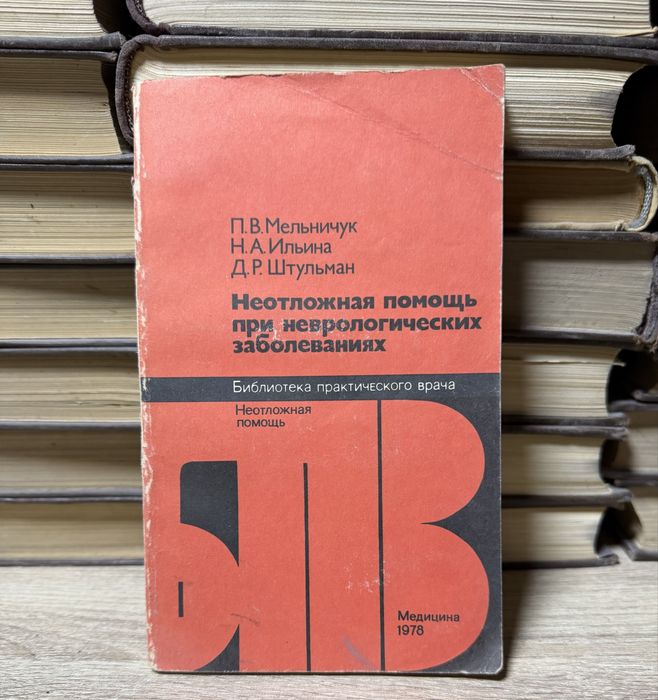 П.В. Мельничук
Н.А. Ильина
Д.Р. Штульман
Неотложная помощь
при неврологических
заболеваниях
Библиотека практического врача
Неотложная
помощь
БПВ
Медицина
1978